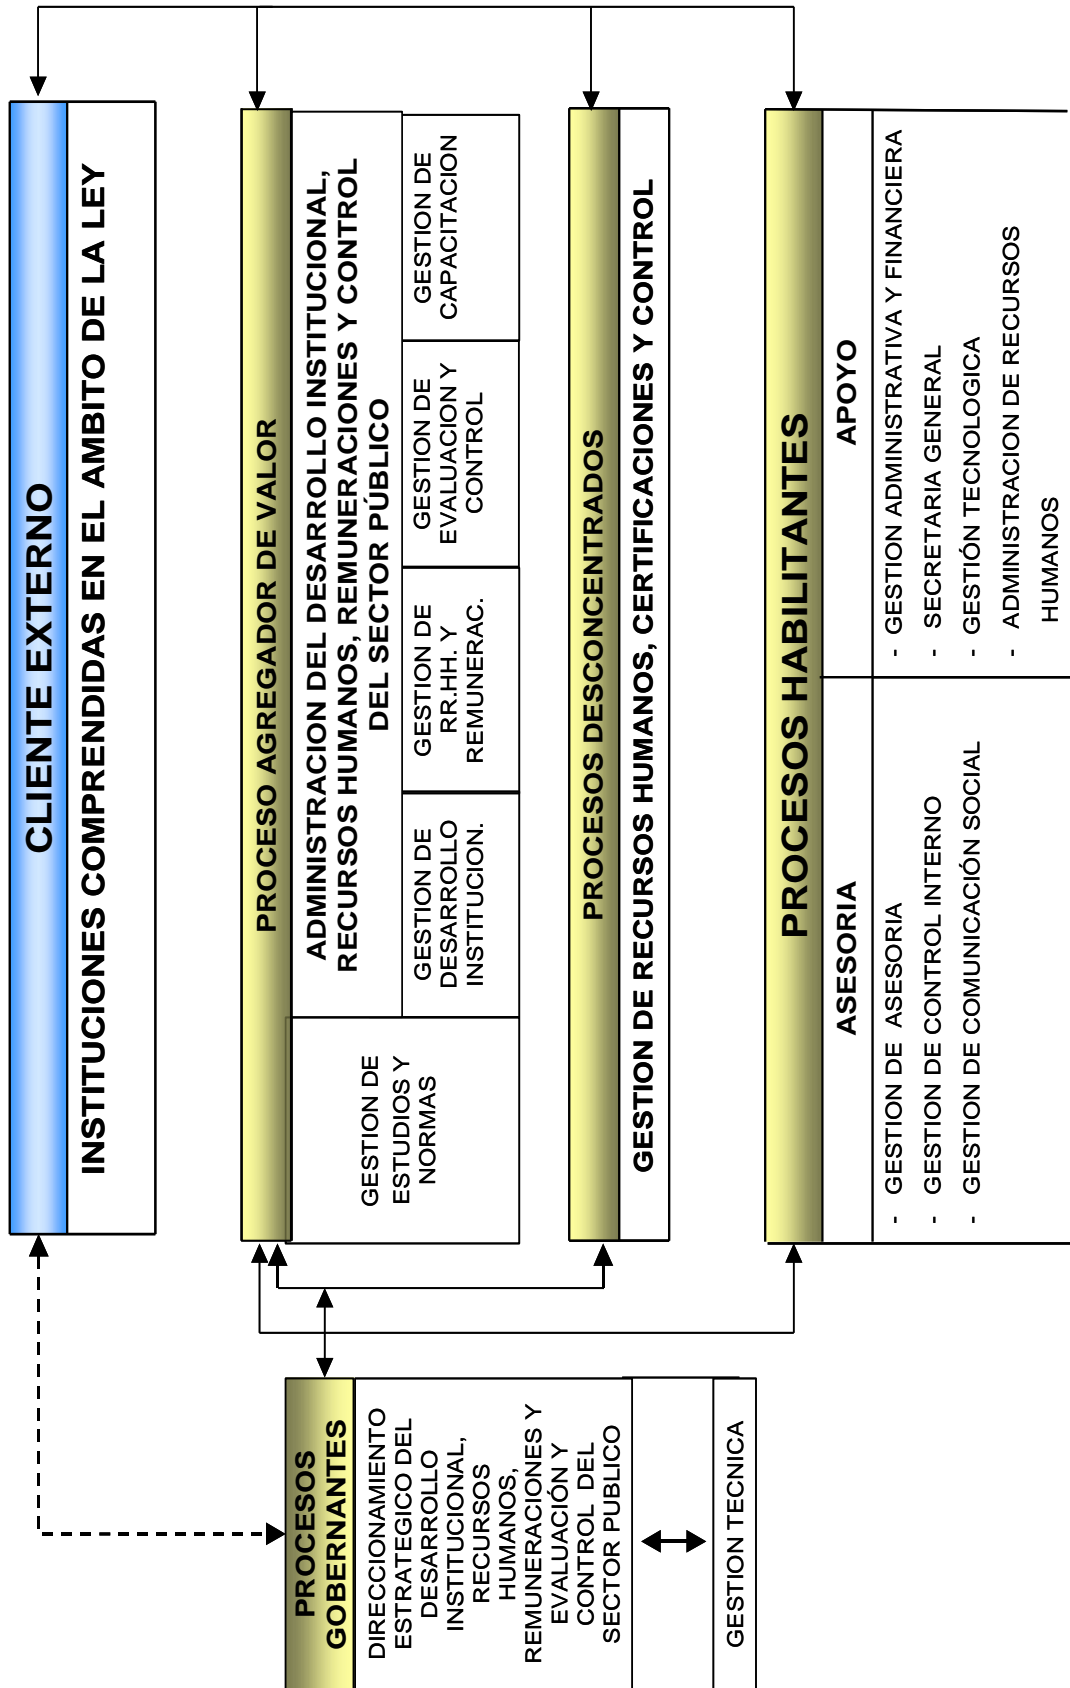 CLIENTE EXTERNO
INSTITUCIONES COMPRENDIDAS EN EL AMBITO DE LA LEY
PROCESOS
GOBERNANTES
DIRECCIONAMIENTO
ESTRATEGICO DEL
DESARROLLO
INSTITUCIONAL,
RECURSOS
HUMANOS,
REMUNERACIONES Y
EVALUACIÓN Y
CONTROL DEL
SECTOR PUBLICO
GESTION TECNICA
PROCESO AGREGADOR DE VALOR
ADMINISTRACION DEL DESARROLLO INSTITUCIONAL,
RECURSOS HUMANOS, REMUNERACIONES Y CONTROL
DEL SECTOR PÚBLICO
GESTION DE
ESTUDIOS Y
NORMAS
GESTION DE
DESARROLLO
INSTITUCION.
GESTION DE
RR.HH. Y
REMUNERAC.
GESTION DE
EVALUACION Y
CONTROL
GESTION DE
CAPACITACION
PROCESOS DESCONCENTRADOS
GESTION DE RECURSOS HUMANOS, CERTIFICACIONES Y CONTROL
PROCESOS HABILITANTES
ASESORIA
- GESTION DE ASESORIA
- GESTION DE CONTROL INTERNO
- GESTION DE COMUNICACIÓN SOCIAL
APOYO
- GESTION ADMINISTRATIVA Y FINANCIERA
- SECRETARIA GENERAL
- GESTIÓN TECNOLOGICA
- ADMINISTRACION DE RECURSOS
HUMANOS